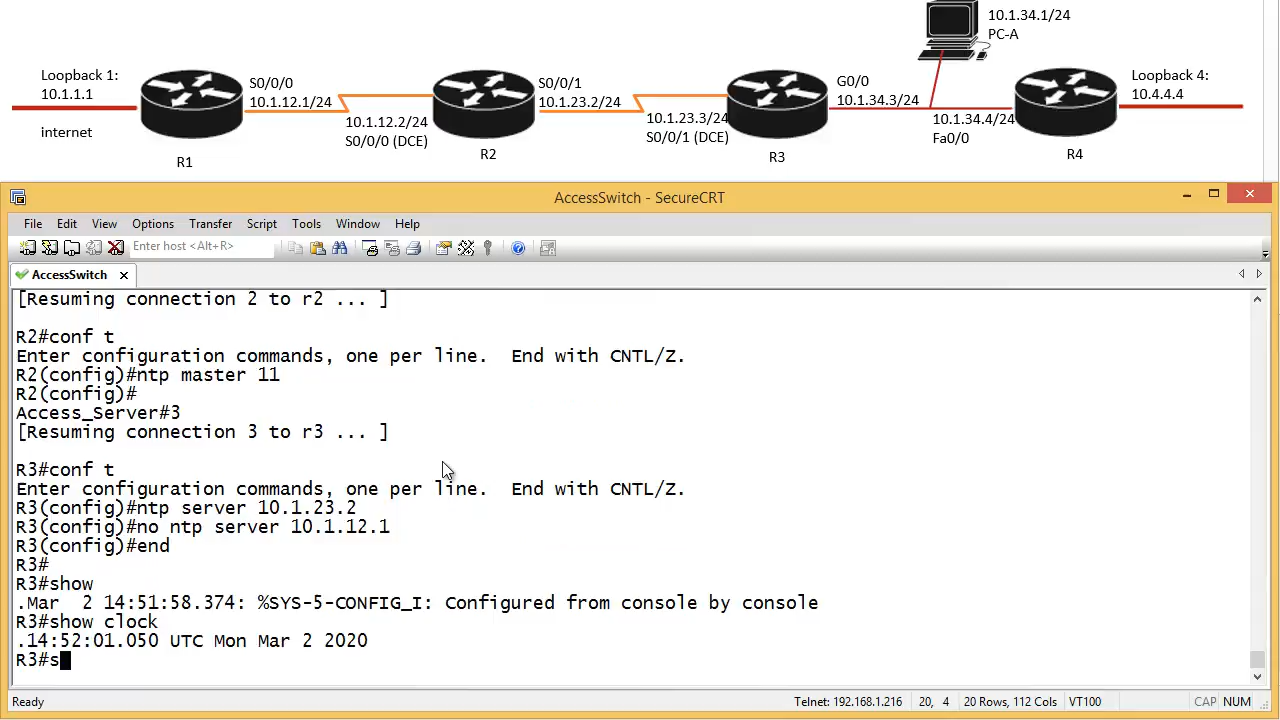 10.1.34.1/24
PC-A
Loopback 1:
10.1.1.1
internet
R1
S0/0/0
10.1.12.1/24
10.1.12.2/24
S0/0/0 (DCE)
R2
S0/0/1
10.1.23.2/24
10.1.23.3/24
S0/0/1 (DCE)
R3
G0/0
10.1.34.3/24
10.1.34.4/24
Fa0/0
R4
Loopback 4:
10.4.4.4
AccessSwitch - SecureCRT
File Edit View Options Transfer Script Tools Window Help
Enter host <Alt+R>
AccessSwitch
[Resuming connection 2 to r2 ... ]
R2#conf t
Enter configuration commands, one per line. End with CNTL/Z.
R2(config)#ntp master 11
R2(config)#
Access_Server#3
[Resuming connection 3 to r3 ... ]
R3#conf t
Enter configuration commands, one per line. End with CNTL/Z.
R3(config)#ntp server 10.1.23.2
R3(config)#no ntp server 10.1.12.1
R3(config)#end
R3#
R3#show
.Mar  2 14:51:58.374: %SYS-5-CONFIG_I: Configured from console by console
R3#show clock
.14:52:01.050 UTC Mon Mar 2 2020
R3#s
Ready Telnet: 192.168.1.216 20, 4 20 Rows, 112 Cols VT100 CAP NUM